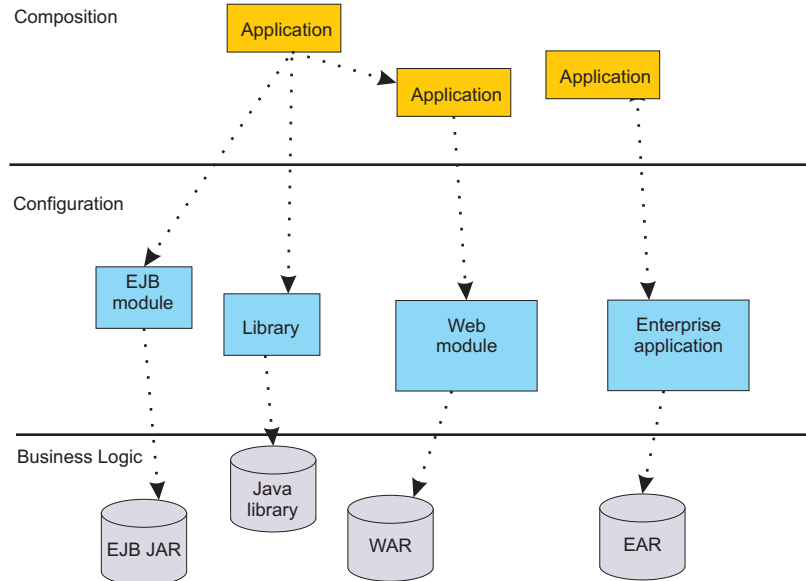 Composition
Application
Application
Application
Configuration
EJB
module
Library
Web
module
Enterprise
application
Business Logic
Java
library
EJB JAR
WAR
EAR